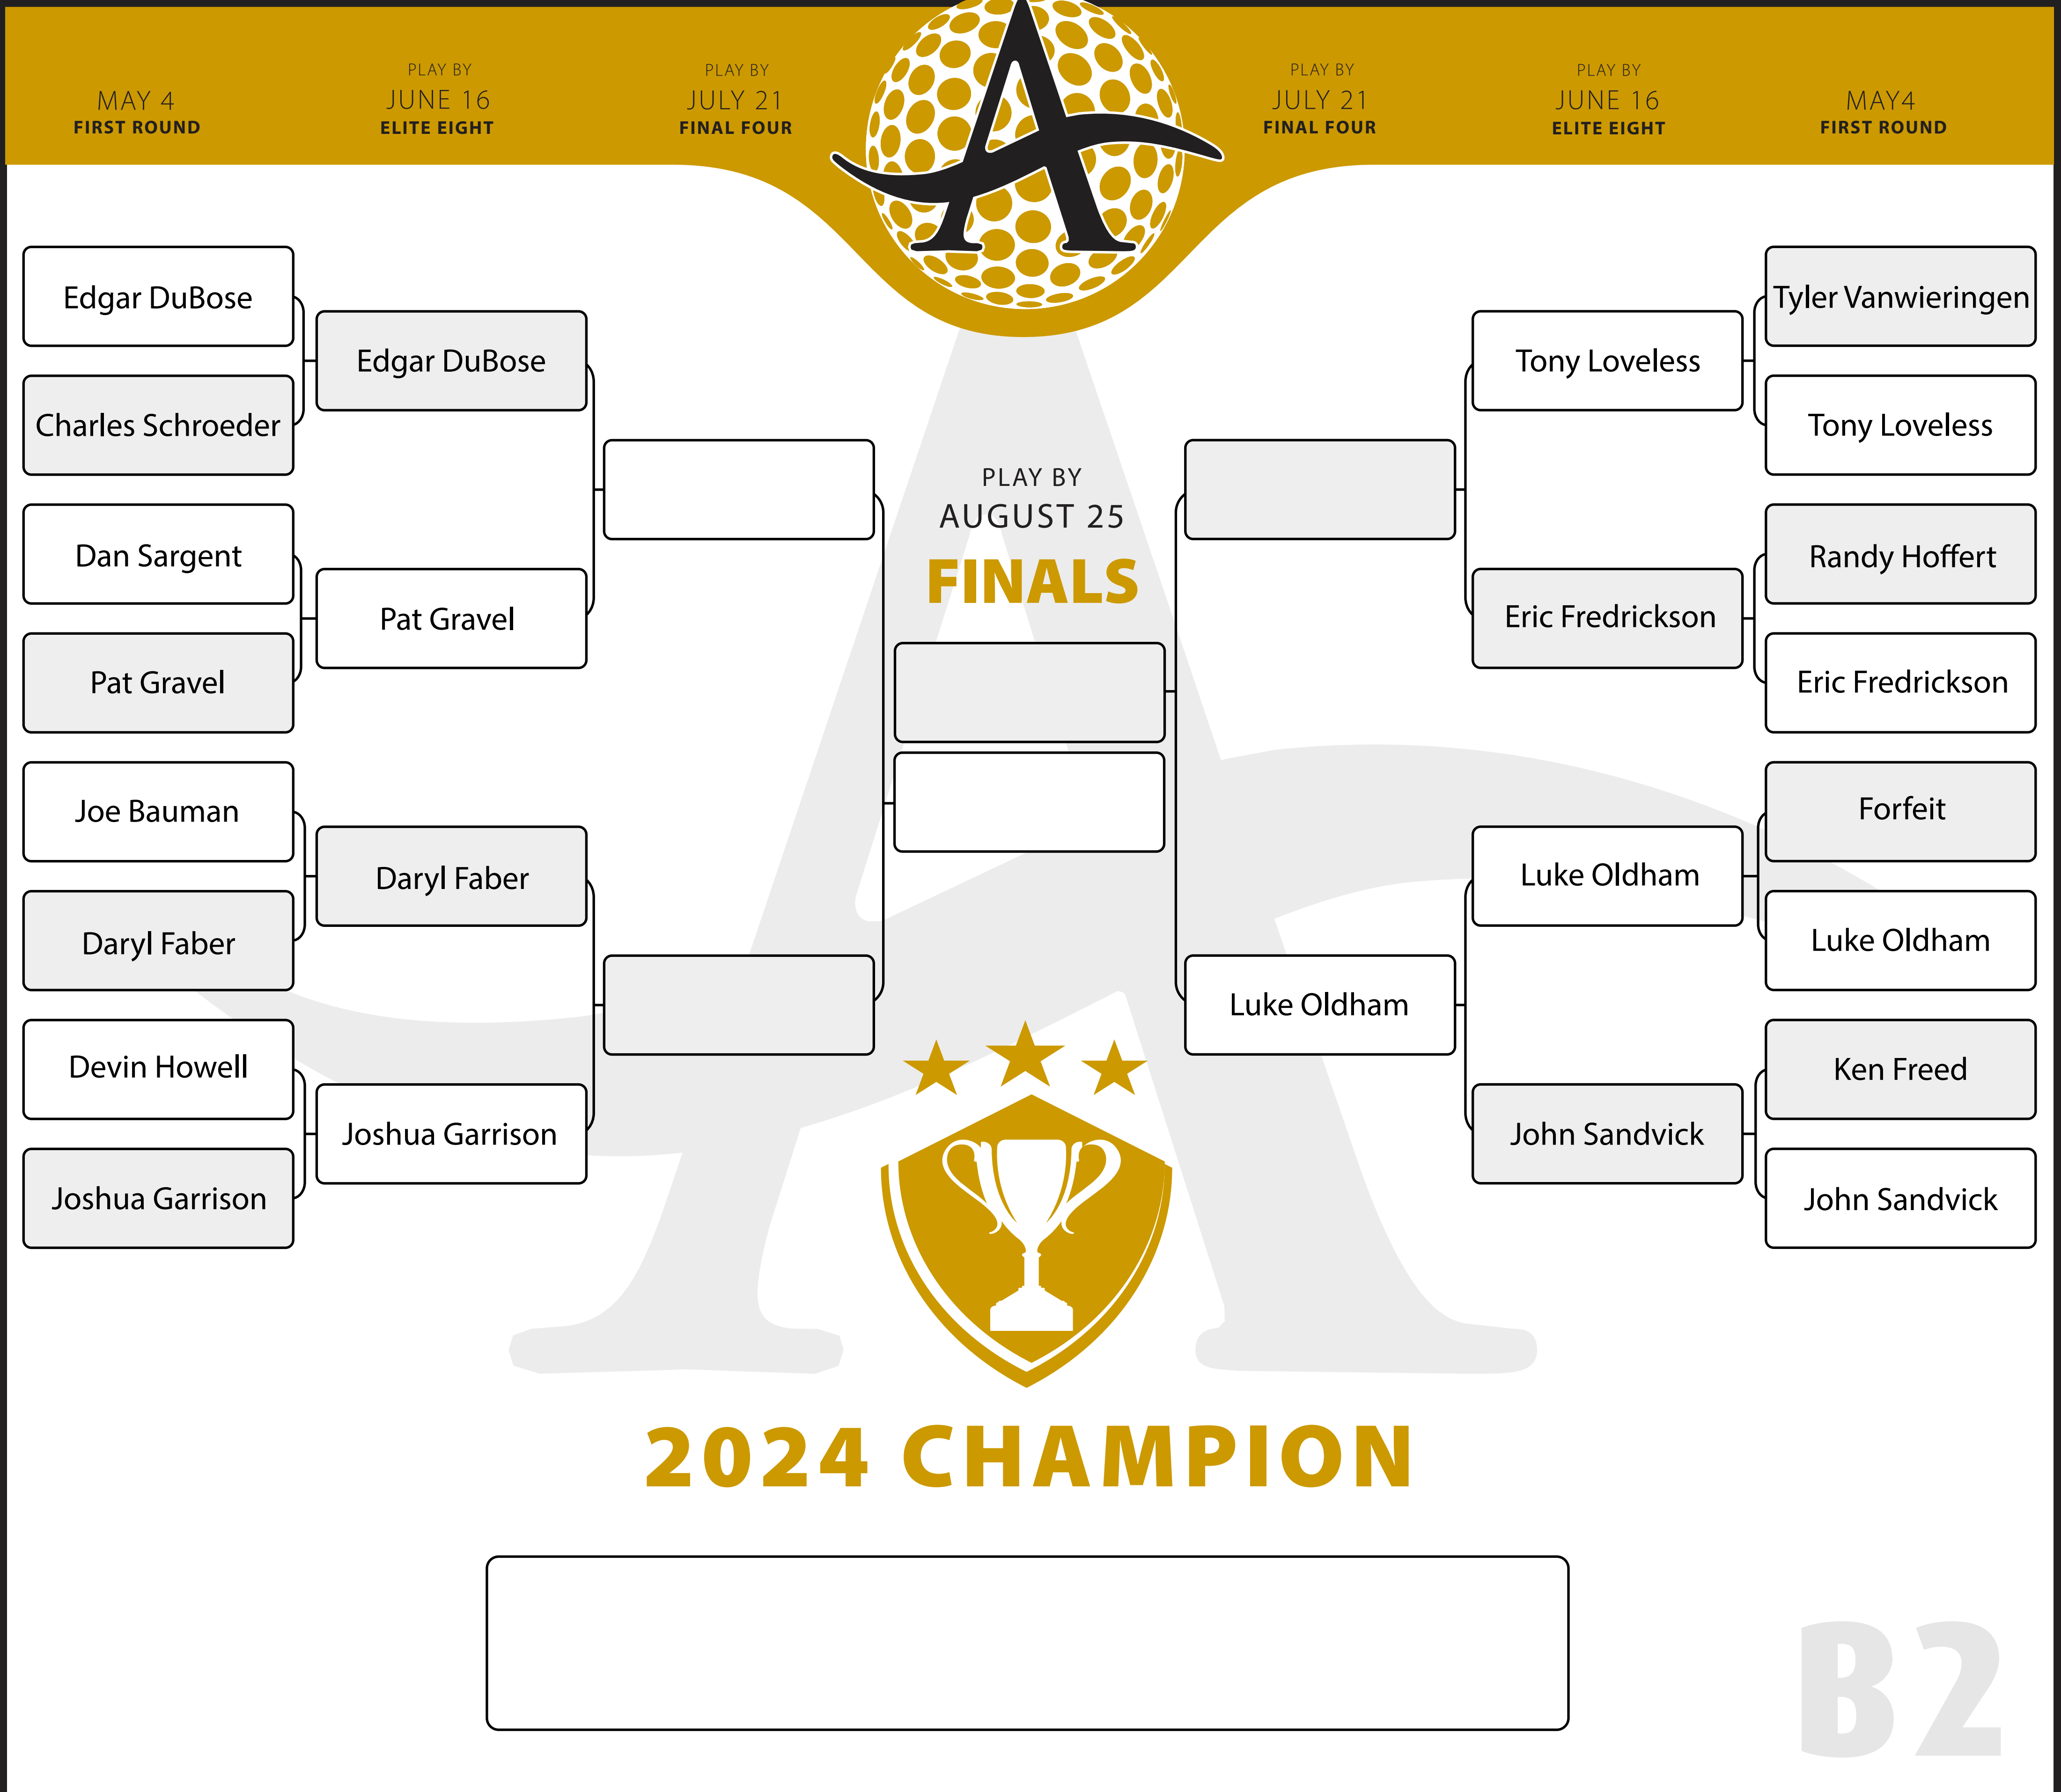 MAY 4
FIRST ROUND
PLAY BY
JUNE 16
ELITE EIGHT
PLAY BY
JULY 21
FINAL FOUR
A
PLAY BY
JULY 21
FINAL FOUR
PLAY BY
JUNE 16
ELITE EIGHT
MAY4
FIRST ROUND
Edgar DuBose
Charles Schroeder
Dan Sargent
Pat Gravel
Joe Bauman
Daryl Faber
Devin Howell
Joshua Garrison
Edgar DuBose
Pat Gravel
Daryl Faber
Joshua Garrison
PLAY BY
AUGUST 25
FINALS
Luke Oldham
Tony Loveless
Eric Fredrickson
Luke Oldham
John Sandvick
Tyler Vanwieringen
Tony Loveless
Randy Hoffert
Eric Fredrickson
Forfeit
Luke Oldham
Ken Freed
John Sandvick
2024 CHAMPION
B2